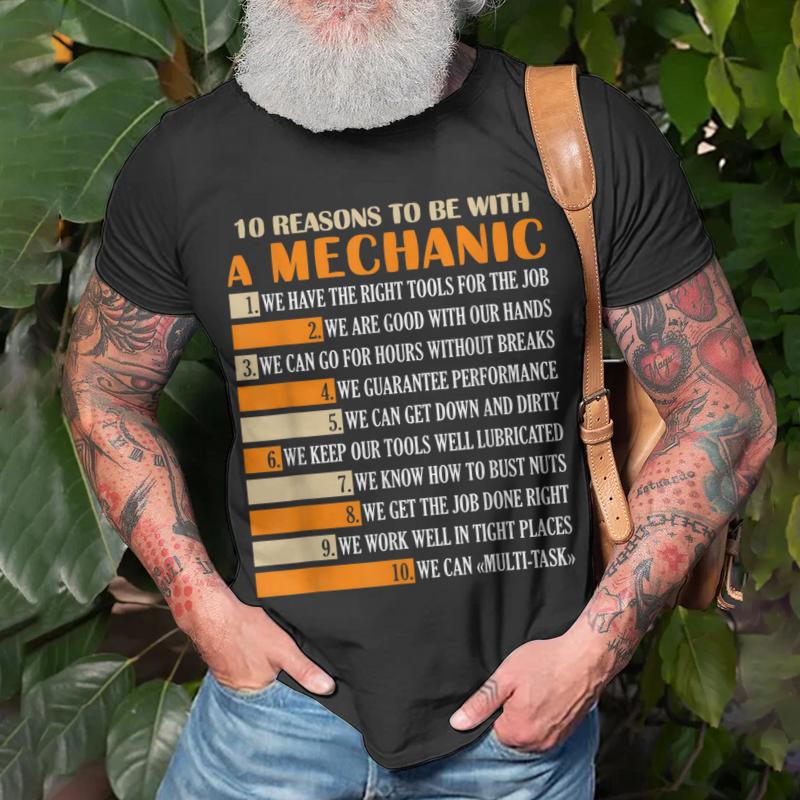 10 REASONS TO BE WITH
A MECHANIC
1. WE HAVE THE RIGHT TOOLS FOR THE JOB
2. WE ARE GOOD WITH OUR HANDS
3. WE CAN GO FOR HOURS WITHOUT BREAKS
4. WE GUARANTEE PERFORMANCE
5. WE CAN GET DOWN AND DIRTY
6. WE KEEP OUR TOOLS WELL LUBRICATED
7. WE KNOW HOW TO BUST NUTS
8. WE GET THE JOB DONE RIGHT
9. WE WORK WELL IN TIGHT PLACES
10. WE CAN «MULTI-TASK»